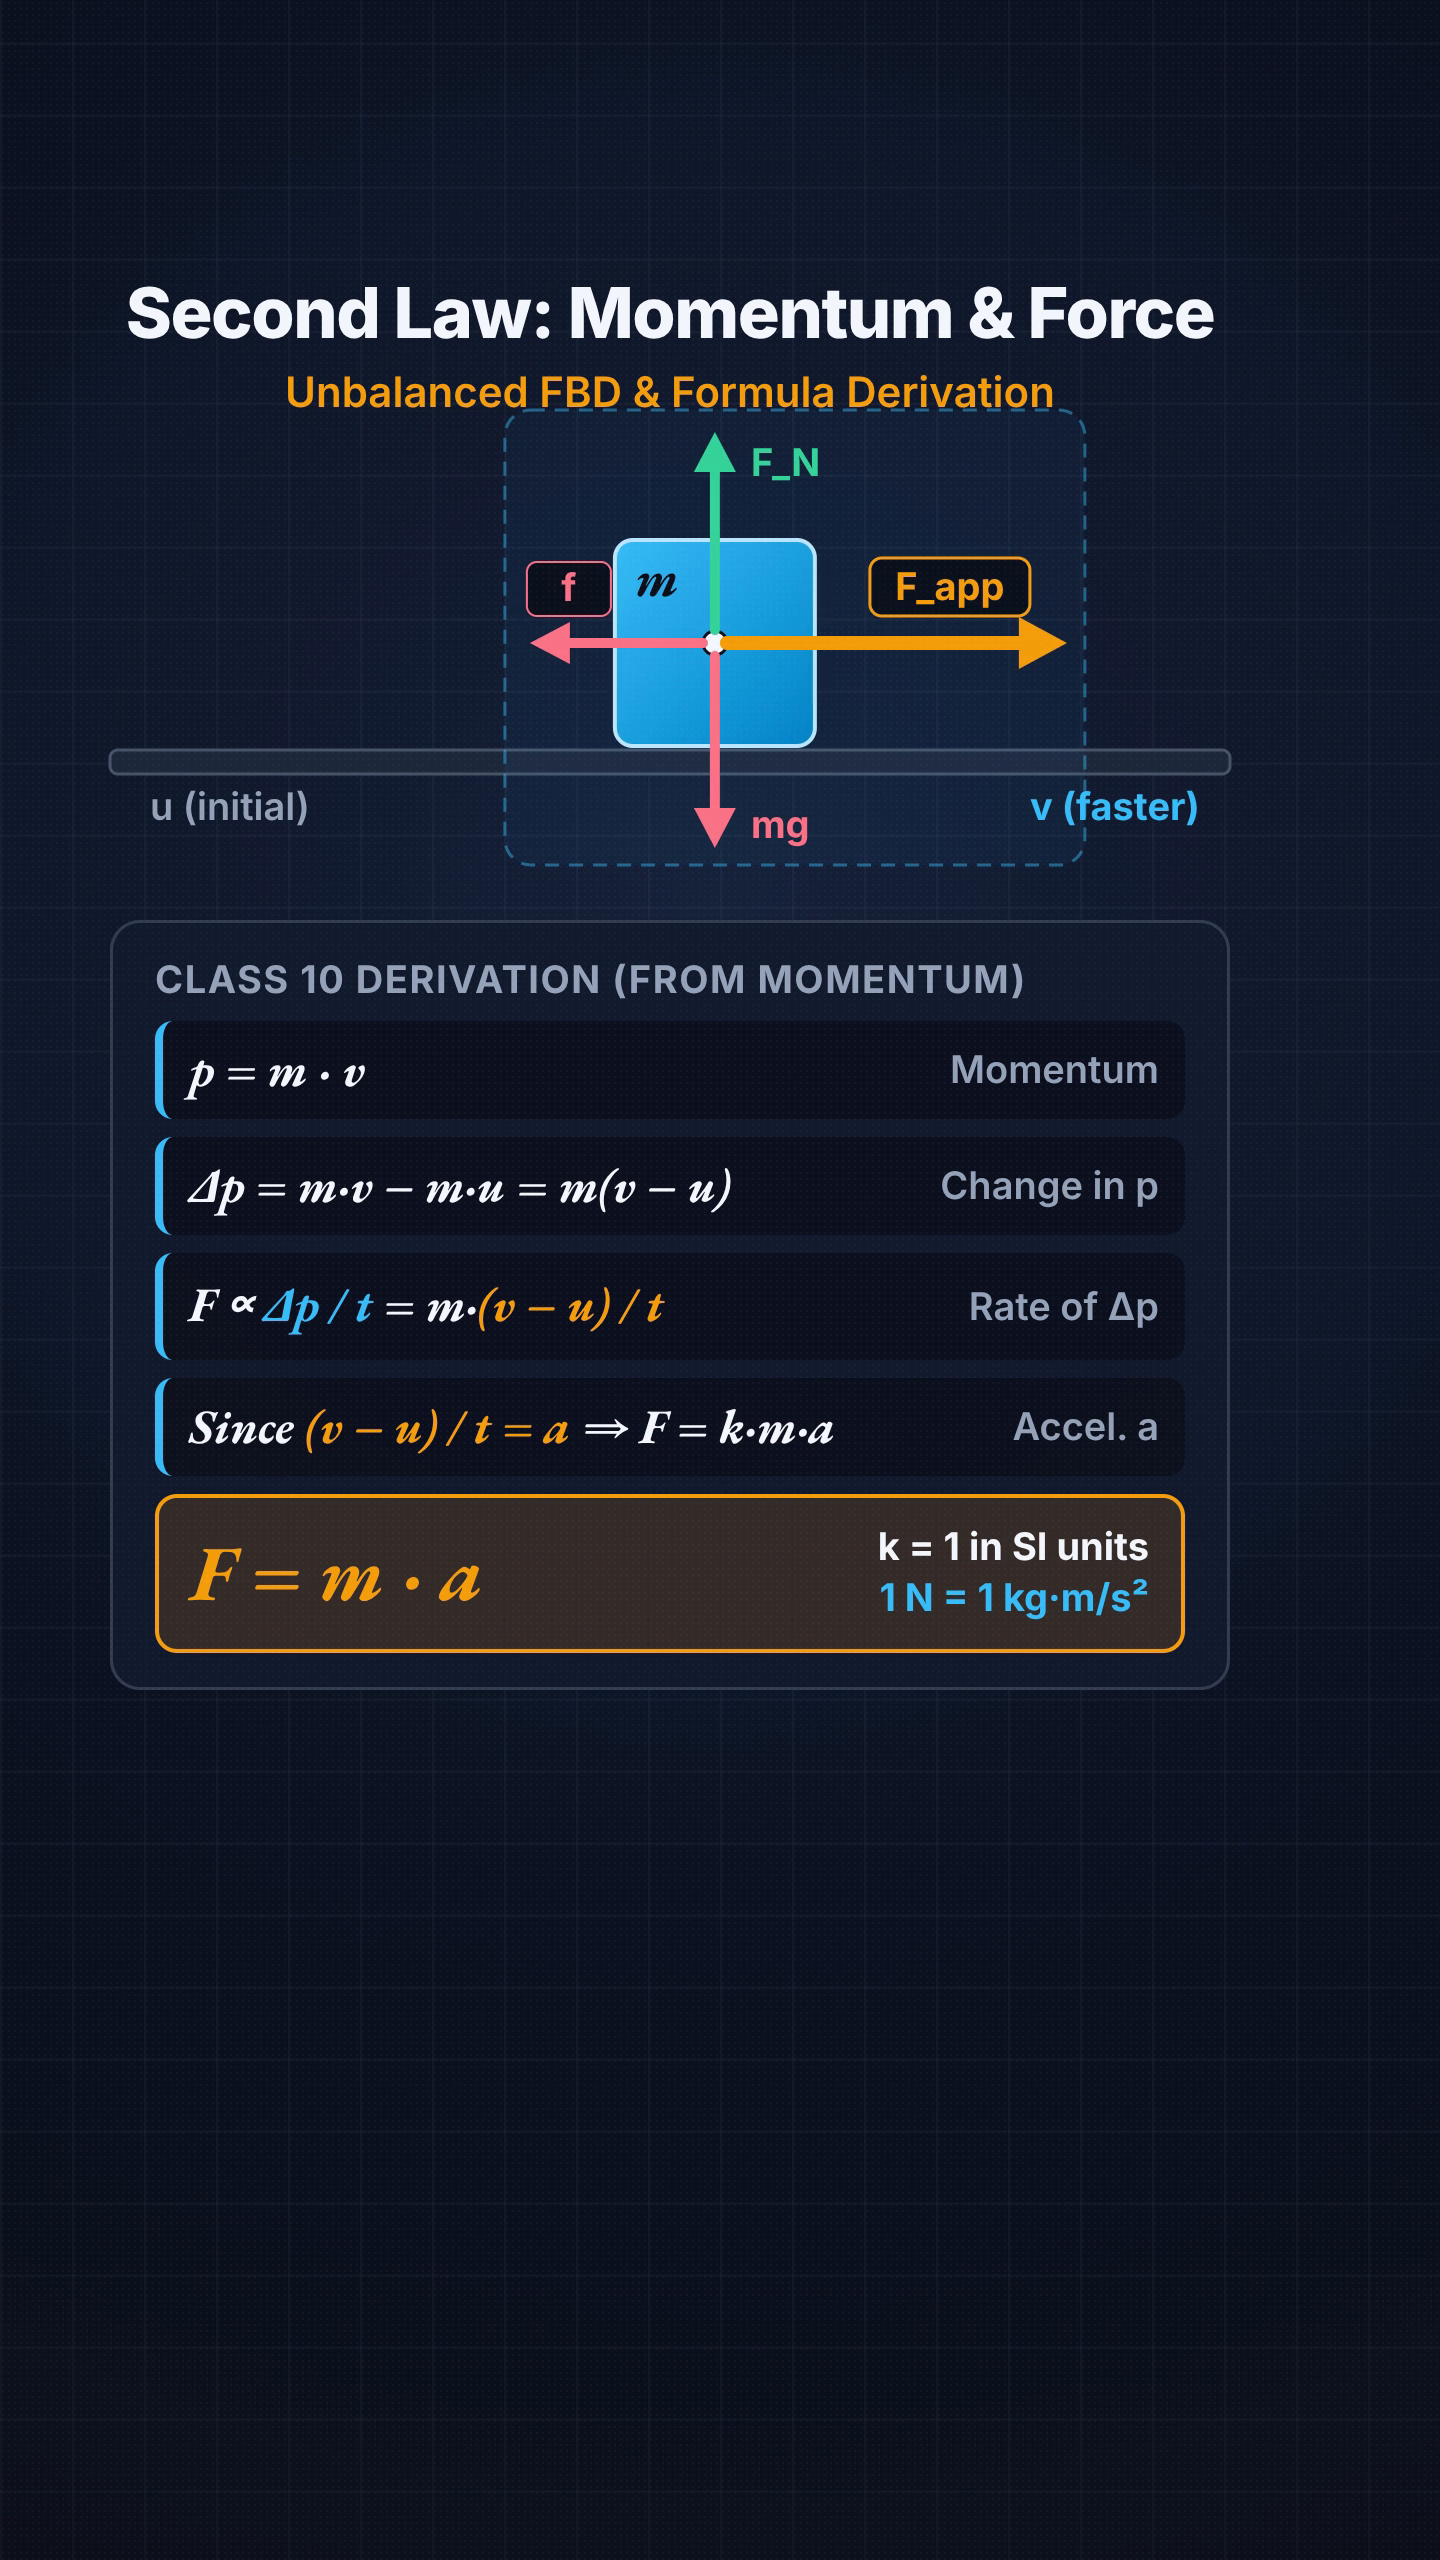 Second Law: Momentum & Force
Unbalanced FBD & Formula Derivation
F_N
f
m
F_app
u (initial)
v (faster)
mg
CLASS 10 DERIVATION (FROM MOMENTUM)
p = m · v
Momentum
Δp = m·v − m·u = m(v − u)
Change in p
F ∝ Δp / t = m·(v − u) / t
Rate of Δp
Since (v − u) / t = a ⇒ F = k·m·a
Accel. a
F = m · a
k = 1 in SI units
1 N = 1 kg·m/s²